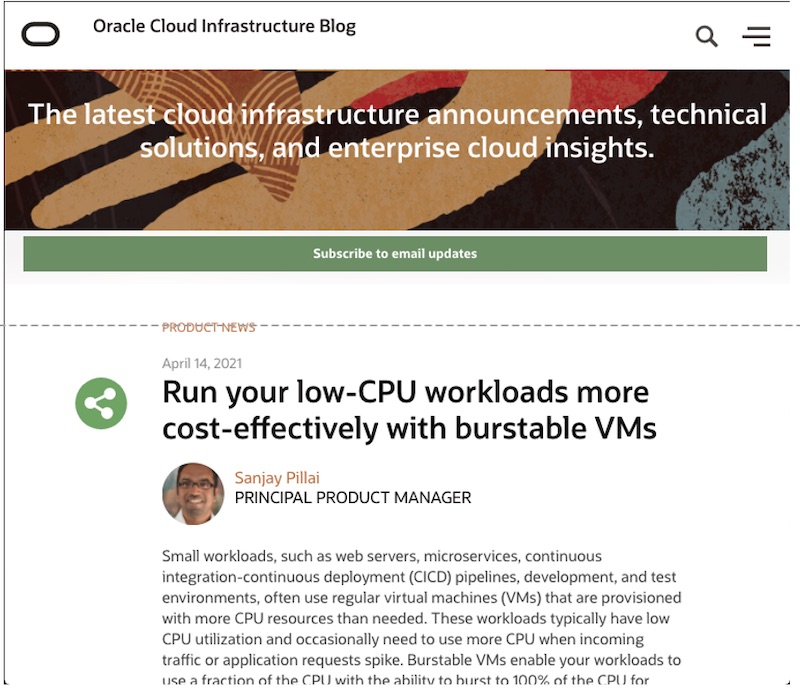 Oracle Cloud Infrastructure Blog
The latest cloud infrastructure announcements, technical
solutions, and enterprise cloud insights.
Subscribe to email updates
PRODUCT NEWS
April 14, 2021
Run your low-CPU workloads more
cost-effectively with burstable VMs
Sanjay Pillai
PRINCIPAL PRODUCT MANAGER
Small workloads, such as web servers, microservices, continuous
integration-continuous deployment (CICD) pipelines, development, and test
environments, often use regular virtual machines (VMs) that are provisioned
with more CPU resources than needed. These workloads typically have low
CPU utilization and occasionally need to use more CPU when incoming
traffic or application requests spike. Burstable VMs enable your workloads to
use a fraction of the CPU with the ability to burst to 100% of the CPU for